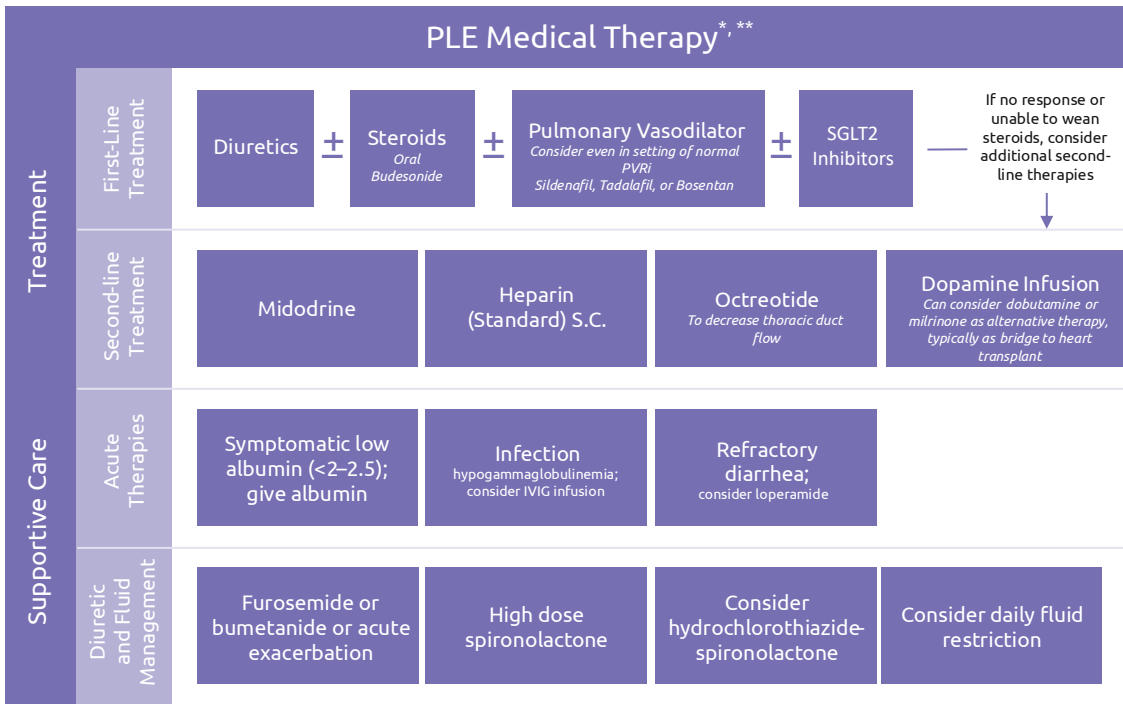 PLE Medical Therapy*, **
Treatment
First-Line
Treatment
Diuretics
±
Steroids
Oral
Budesonide
±
Pulmonary Vasodilator
Consider even in setting of normal
PVRi
Sildenafil, Tadalafil, or Bosentan
±
SGLT2
Inhibitors
If no response or
unable to wean
steroids, consider
additional second-
line therapies
Second-line
Treatment
Midodrine
Heparin
(Standard) S.C.
Octreotide
To decrease thoracic duct
flow
Dopamine Infusion
Can consider dobutamine or
milrinone as alternative therapy,
typically as bridge to heart
transplant
Supportive Care
Acute
Therapies
Symptomatic low
albumin (<2–2.5);
give albumin
Infection
hypogammaglobulinemia;
consider IVIG infusion
Refractory
diarrhea;
consider loperamide
Diuretic
and Fluid
Management
Furosemide or
bumetanide or acute
exacerbation
High dose
spironolactone
Consider
hydrochlorothiazide-
spironolactone
Consider daily fluid
restriction